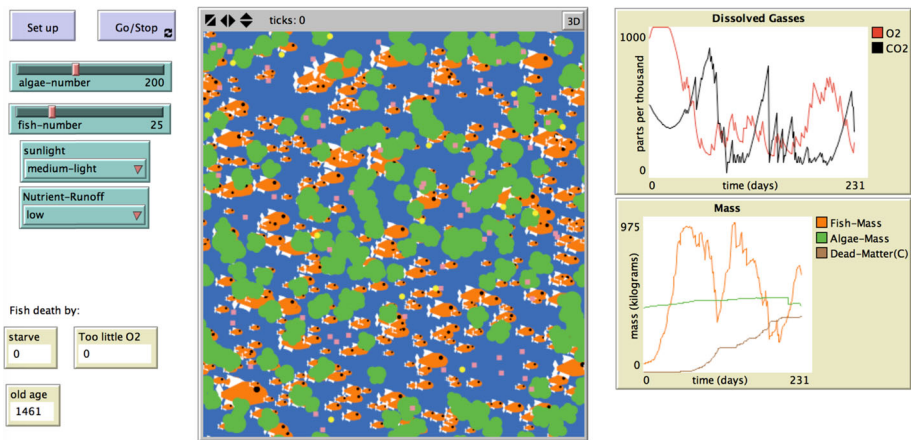 Set up
Go/Stop
algae-number 200
fish-number 25
sunlight
medium-light
Nutrient-Runoff
low
Fish death by:
starve
0
Too little O2
0
old age
1461
ticks: 0
3D
Dissolved Gasses
1000
parts per thousand
0
0
time (days)
231
O2
CO2
Mass
975
mass (kilograms)
0
0
time (days)
231
Fish-Mass
Algae-Mass
Dead-Matter(C)